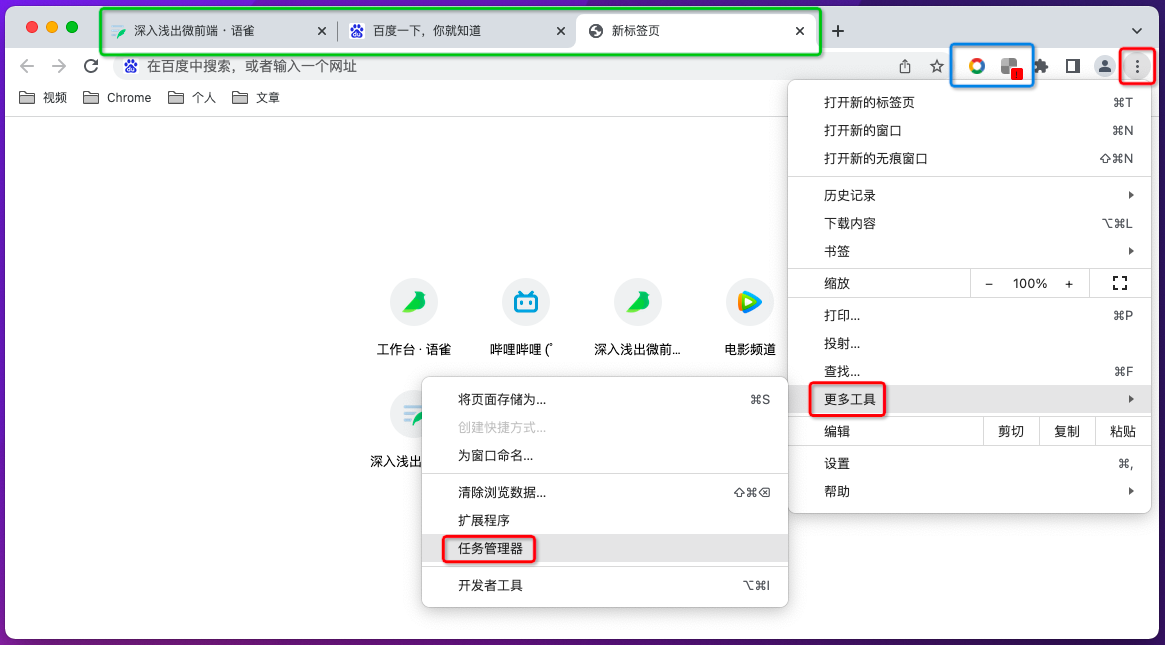 深入浅出微前端 · 语雀
百度一下，你就知道
新标签页
在百度中搜索，或者输入一个网址
视频
Chrome
个人
文章
打开新的标签页 ⌘T
打开新的窗口 ⌘N
打开新的无痕窗口 ⇧⌘N
历史记录
下载内容 ⌥⌘L
书签
缩放 − 100% +
打印... ⌘P
投射...
查找... ⌘F
更多工具
编辑 剪切 复制 粘贴
设置 ⌘,
帮助
工作台 · 语雀
哔哩哔哩 (゜
深入浅出微前...
电影频道
深入浅出
将页面存储为... ⌘S
创建快捷方式...
为窗口命名...
清除浏览数据... ⇧⌘⌫
扩展程序
任务管理器
开发者工具 ⌥⌘I